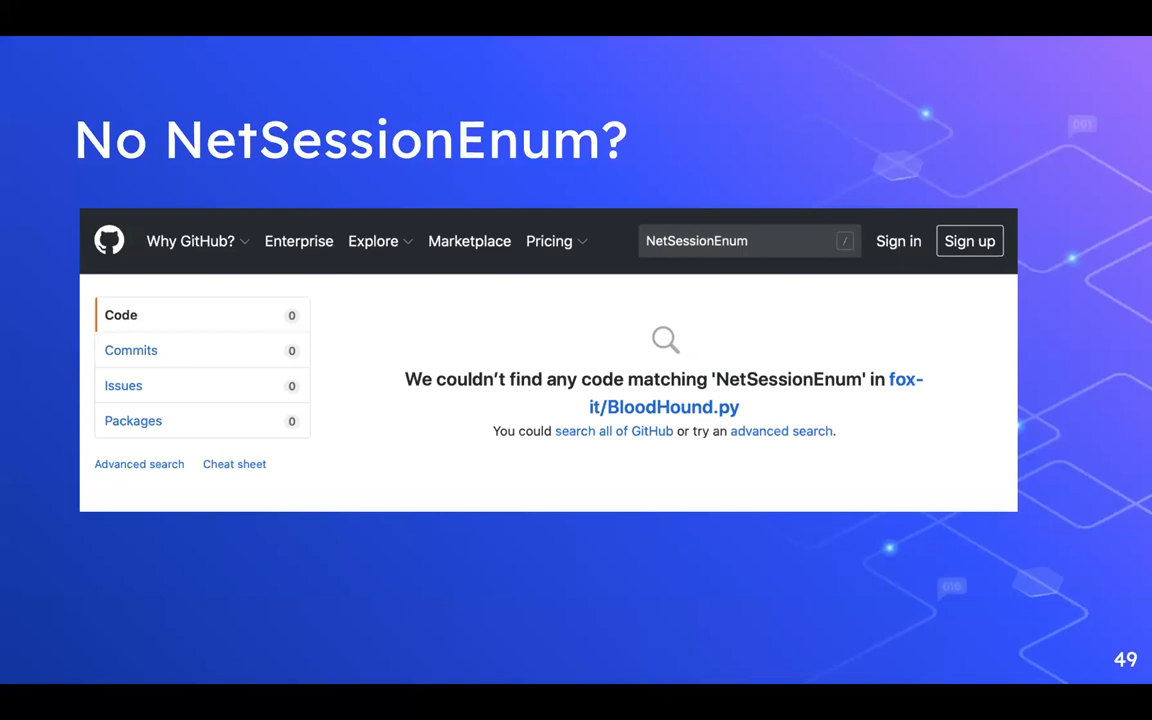 No NetSessionEnum?
Why GitHub? Enterprise Explore Marketplace Pricing NetSessionEnum / Sign in Sign up
Code 0
Commits 0
Issues 0
Packages 0
Advanced search Cheat sheet
We couldn’t find any code matching 'NetSessionEnum' in fox-
it/BloodHound.py
You could search all of GitHub or try an advanced search.
001
010
49